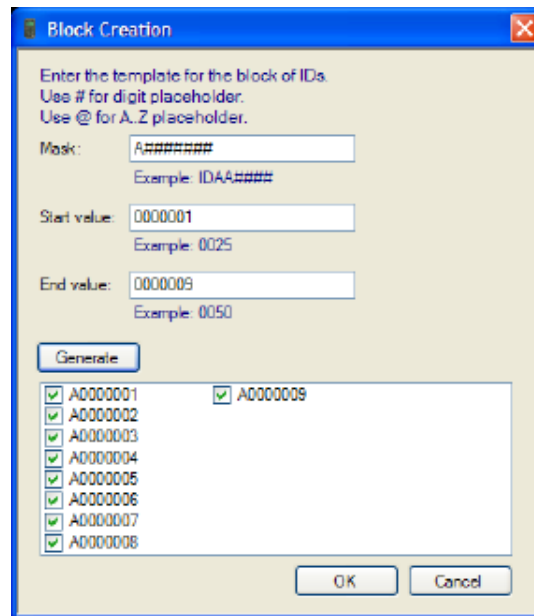 Block Creation
Enter the template for the block of IDs.
Use # for digit placeholder.
Use @ for A..Z placeholder.
Mask: A#######
Example: IDAA####
Start value: 0000001
Example: 0025
End value: 0000009
Example: 0050
Generate
A0000001 A0000009
A0000002
A0000003
A0000004
A0000005
A0000006
A0000007
A0000008
OK Cancel